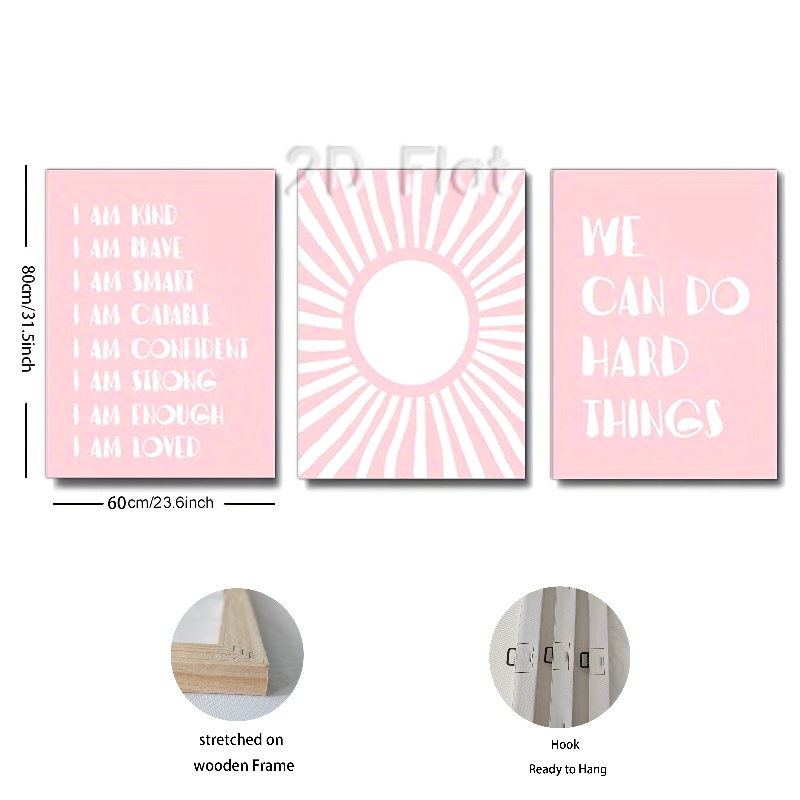 2D Flat
I AM KIND
I AM BRAVE
I AM SMART
I AM CAPABLE
I AM CONFIDENT
I AM STRONG
I AM ENOUGH
I AM LOVED
WE
CAN DO
HARD
THINGS
80cm/31.5inch
60cm/23.6inch
stretched on
wooden Frame
Hook
Ready to Hang